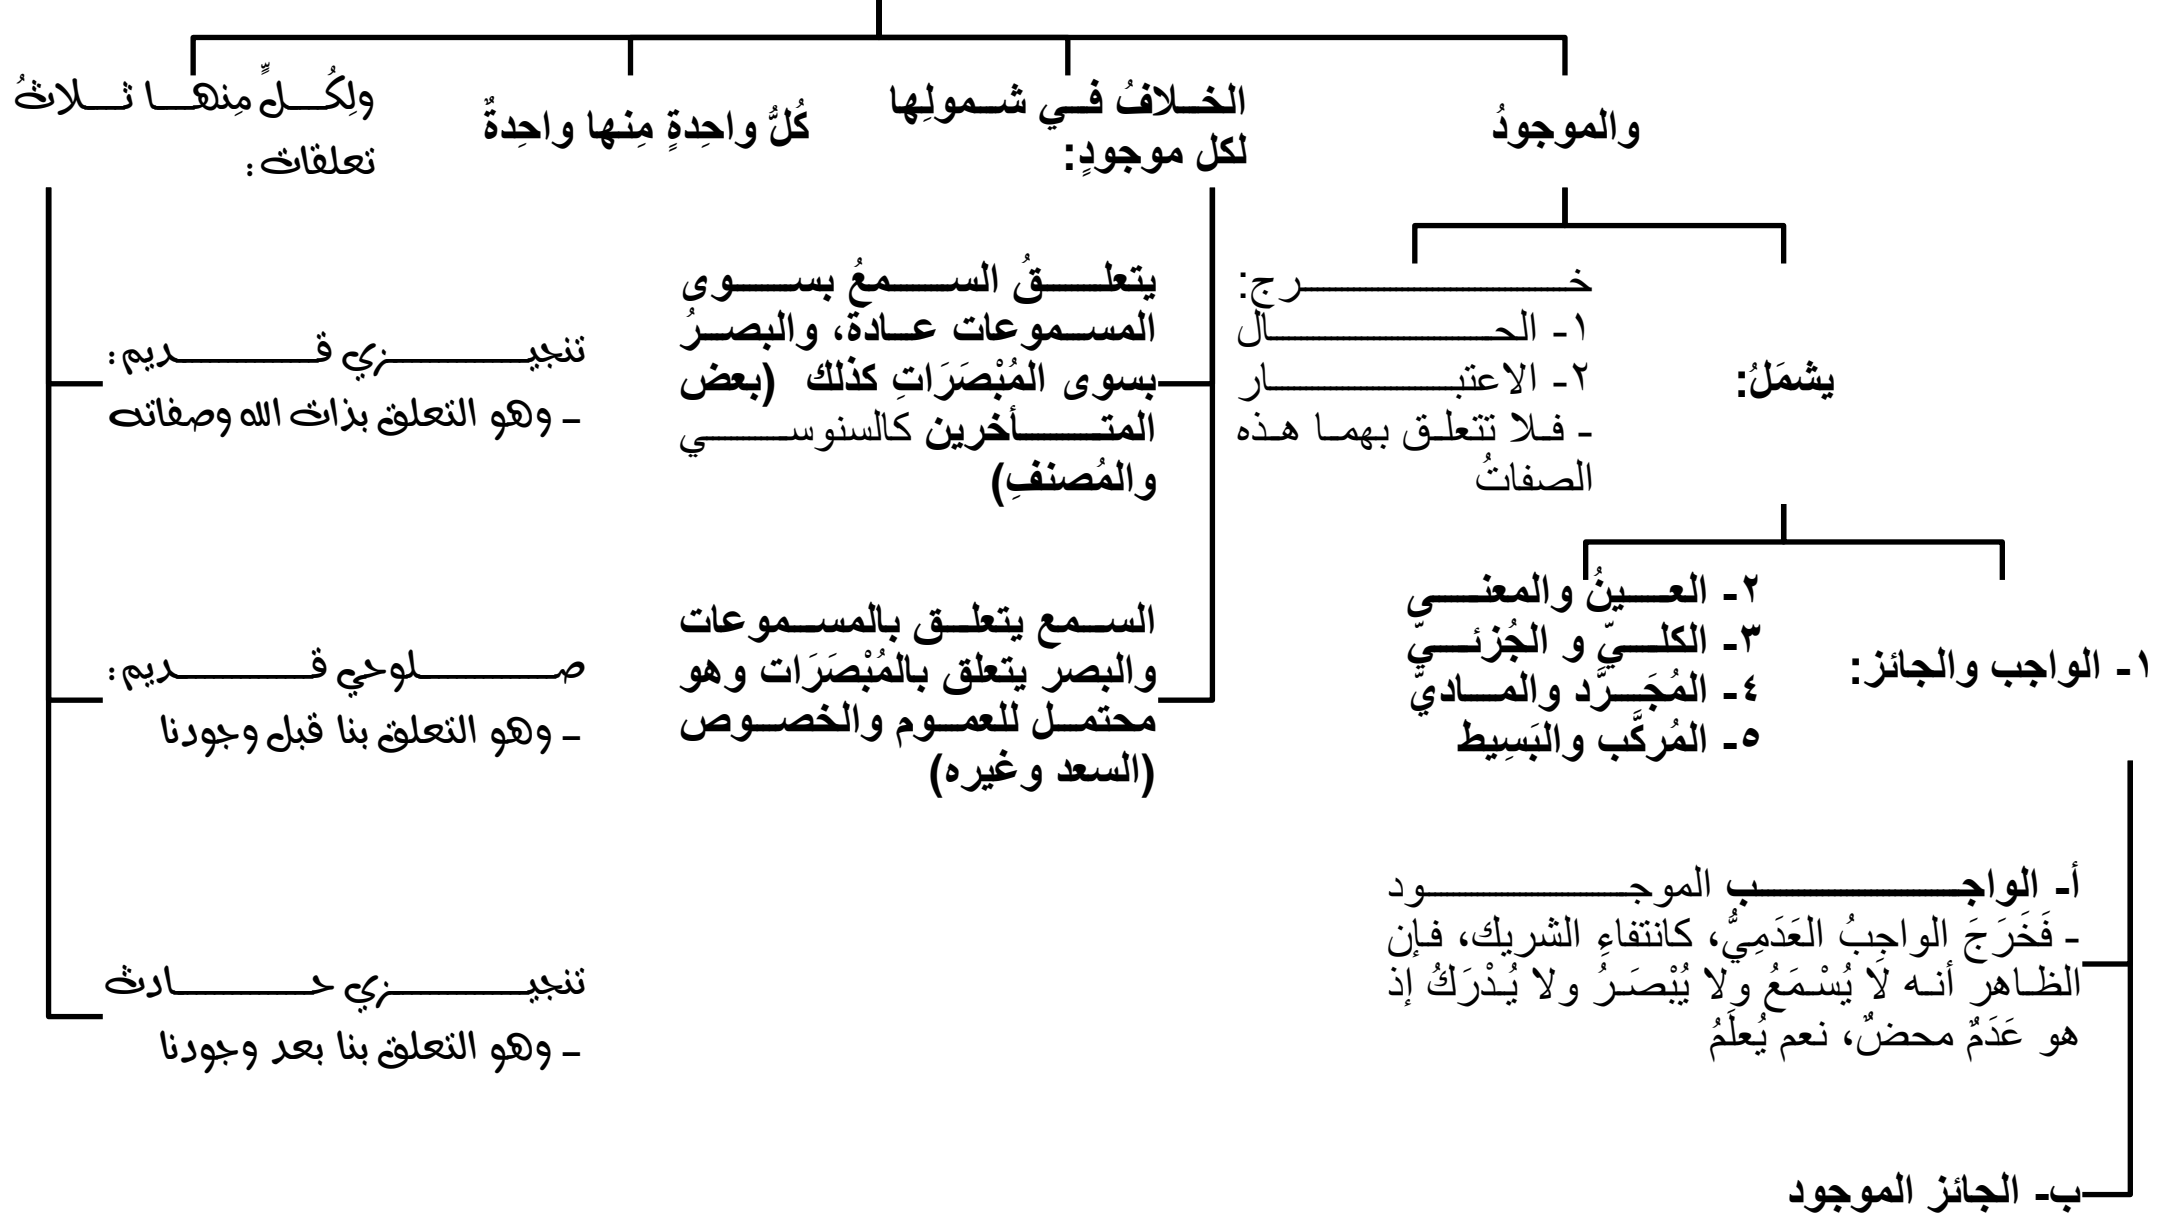 والموجودُ
الخلافُ في شمولِها
لكل موجودٍ:
كُلُّ واحِدةٍ مِنها واحِدةٌ
ولِكُلٍّ مِنها ثلاثُ
تعلقات:
يشمَلُ:
خرج:
١- الحال
٢- الاعتبار
- فلا تتعلق بهما هذه
الصفاتُ
١- الواجب والجائز:
٢- العينُ والمعنى
٣- الكليّ و الجُزئيّ
٤- المُجَرَّد والماديّ
٥- المُركَّب والبَسِيط
أ- الواجب الموجود
- فَخَرَجَ الواجِبُ العَدَمِيُّ، كانتفاءِ الشريك، فإن
الظاهر أنه لَا يُسْمَعُ ولا يُبْصَرُ ولا يُدْرَكُ إذ
هو عَدَمٌ محضٌ، نعم يُعلَمُ
ب- الجائز الموجود
يتعلقُ السمعُ بسوى
المسموعات عادة، والبصرُ
بسوى المُبْصَرَاتِ كذلك (بعض
المتأخرين كالسنوسي
والمُصنفِ)
السمع يتعلق بالمسموعات
والبصر يتعلق بالمُبْصَرَات وهو
محتمل للعموم والخصوص
(السعد وغيره)
تنجيزي قديم:
- وهو التعلق بذات الله وصفاته
صلوحي قديم:
- وهو التعلق بنا قبل وجودنا
تنجيزي حادث
- وهو التعلق بنا بعد وجودنا